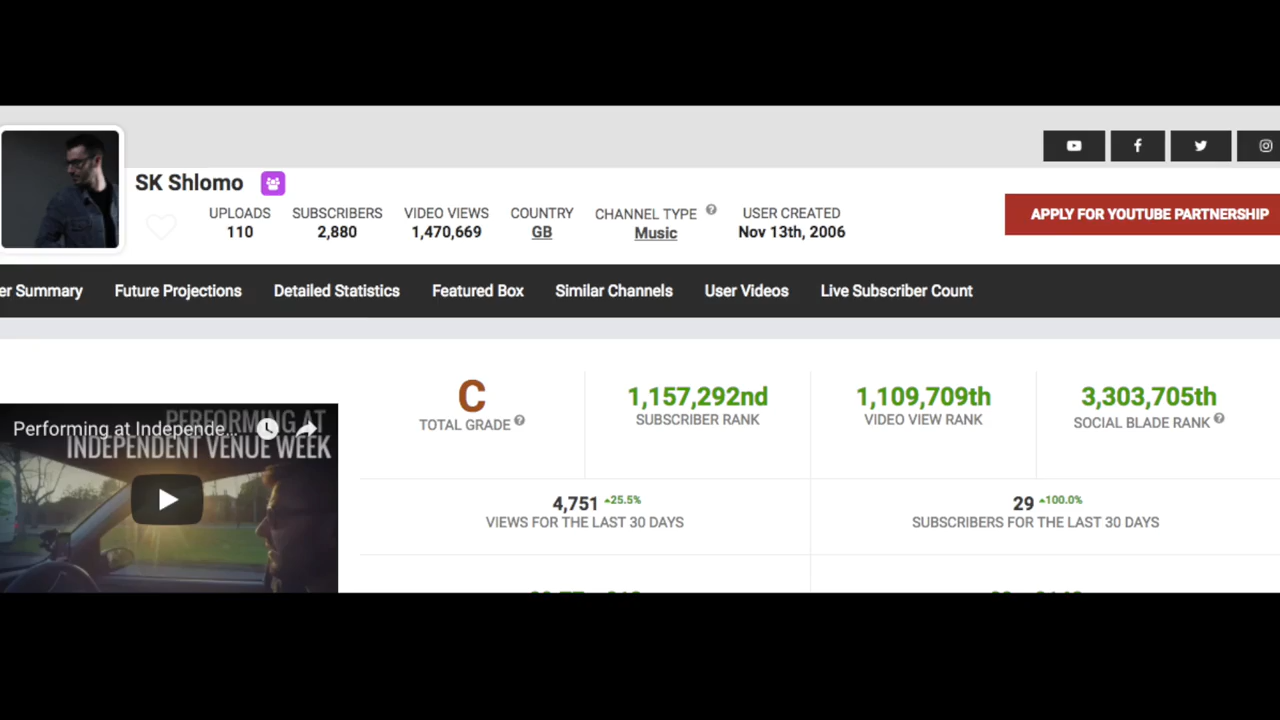 SK Shlomo
UPLOADS
110
SUBSCRIBERS
2,880
VIDEO VIEWS
1,470,669
COUNTRY
GB
CHANNEL TYPE
Music
USER CREATED
Nov 13th, 2006
APPLY FOR YOUTUBE PARTNERSHIP
er Summary Future Projections Detailed Statistics Featured Box Similar Channels User Videos Live Subscriber Count
PERFORMING AT
Performing at Independe...
INDEPENDENT VENUE WEEK
C
TOTAL GRADE
1,157,292nd
SUBSCRIBER RANK
1,109,709th
VIDEO VIEW RANK
3,303,705th
SOCIAL BLADE RANK
4,751 25.5%
VIEWS FOR THE LAST 30 DAYS
29 100.0%
SUBSCRIBERS FOR THE LAST 30 DAYS